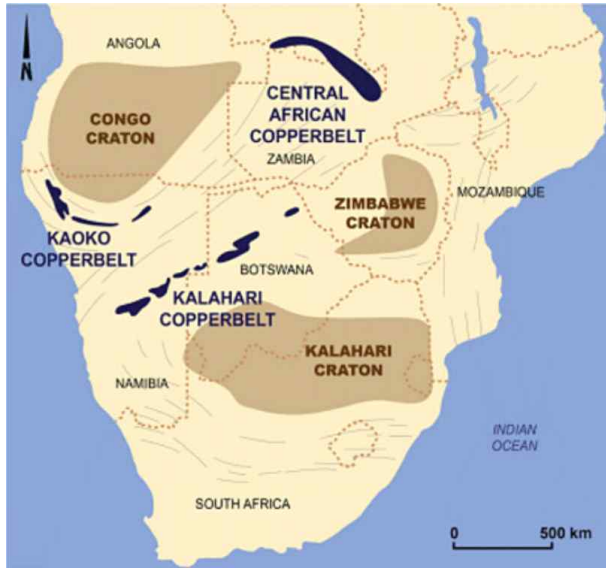 ANGOLA
N
CENTRAL
AFRICAN
COPPERBELT
CONGO
CRATON
ZAMBIA
MOZAMBIQUE
ZIMBABWE
CRATON
KAOKO
COPPERBELT
BOTSWANA
KALAHARI
COPPERBELT
KALAHARI
CRATON
NAMIBIA
INDIAN
OCEAN
SOUTH AFRICA
0 500 km